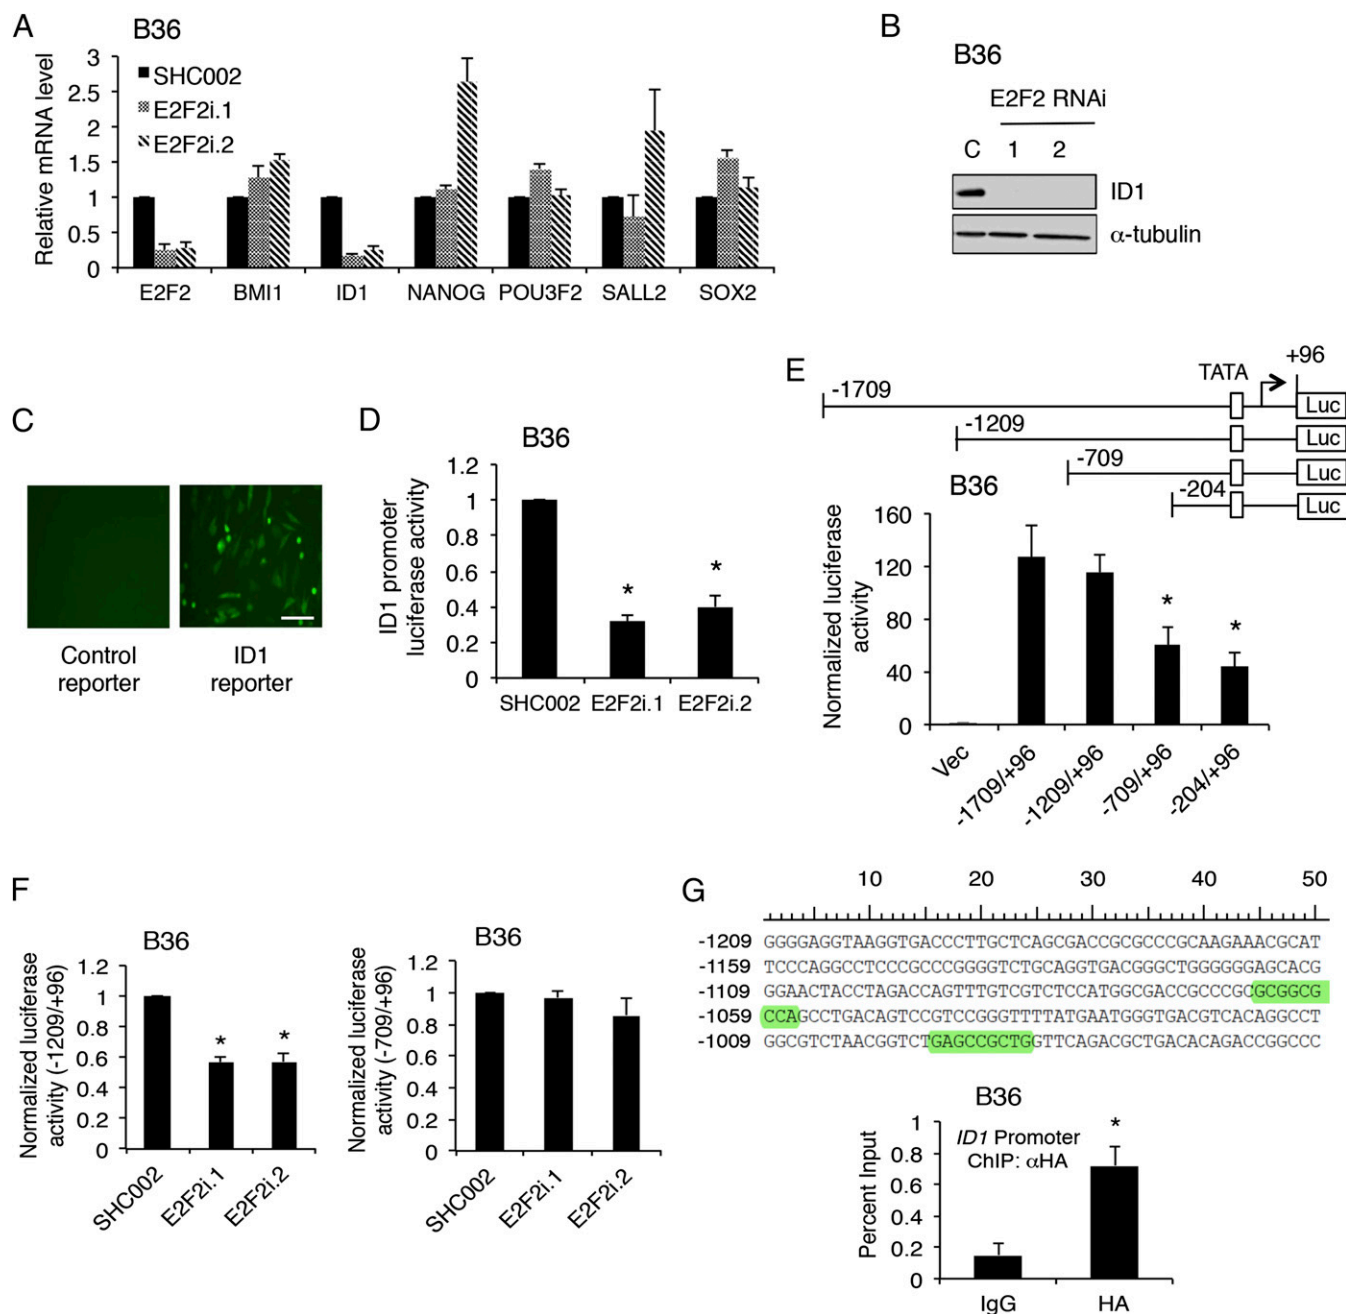 A
B36
SHC002
E2F2i.1
E2F2i.2
Relative mRNA level
3
2.5
2
1.5
1
0.5
0
E2F2 BMI1 ID1 NANOG POU3F2 SALL2 SOX2
B
B36
E2F2 RNAi
C 1 2
ID1
α-tubulin
C
Control reporter
ID1 reporter
D
B36
ID1 promoter
luciferase activity
1.2
1
0.8
0.6
0.4
0.2
0
*
*
SHC002 E2F2i.1 E2F2i.2
E
+96
TATA
-1709
Luc
-1209
Luc
-709
Luc
-204
Luc
B36
Normalized luciferase
activity
160
120
80
40
0
*
*
Vec
-1709/+96
-1209/+96
-709/+96
-204/+96
F
B36
Normalized luciferase
activity (-1209/+96)
1.2
1
0.8
0.6
0.4
0.2
0
*
*
SHC002
E2F2i.1
E2F2i.2
B36
Normalized luciferase
activity (-709/+96)
1.2
1
0.8
0.6
0.4
0.2
0
SHC002
E2F2i.1
E2F2i.2
G
10 20 30 40 50
-1209 GGGGAGGTAAGGTGACCCTTGCTCAGCGACCGCGCCCGCAAGAAACGCAT
-1159 TCCCAGGCCTCCCGCCCGGGGTCTGCAGGTGACGGGCTGGGGGGAGCACG
-1109 GGAACTACCTAGACCAGTTTGTCGTCTCCATGGCGACCGCCCGCGCGGCG
-1059 CCAGCCTGACAGTCCGTCCGGGTTTTATGAATGGGTGACGTCACAGGCCT
-1009 GGCGTCTAACGGTCTGAGCCGCTGGTTCAGACGCTGACACAGACCGGCCC
B36
ID1 Promoter
ChIP: αHA
Percent Input
1
0.8
0.6
0.4
0.2
0
*
IgG HA